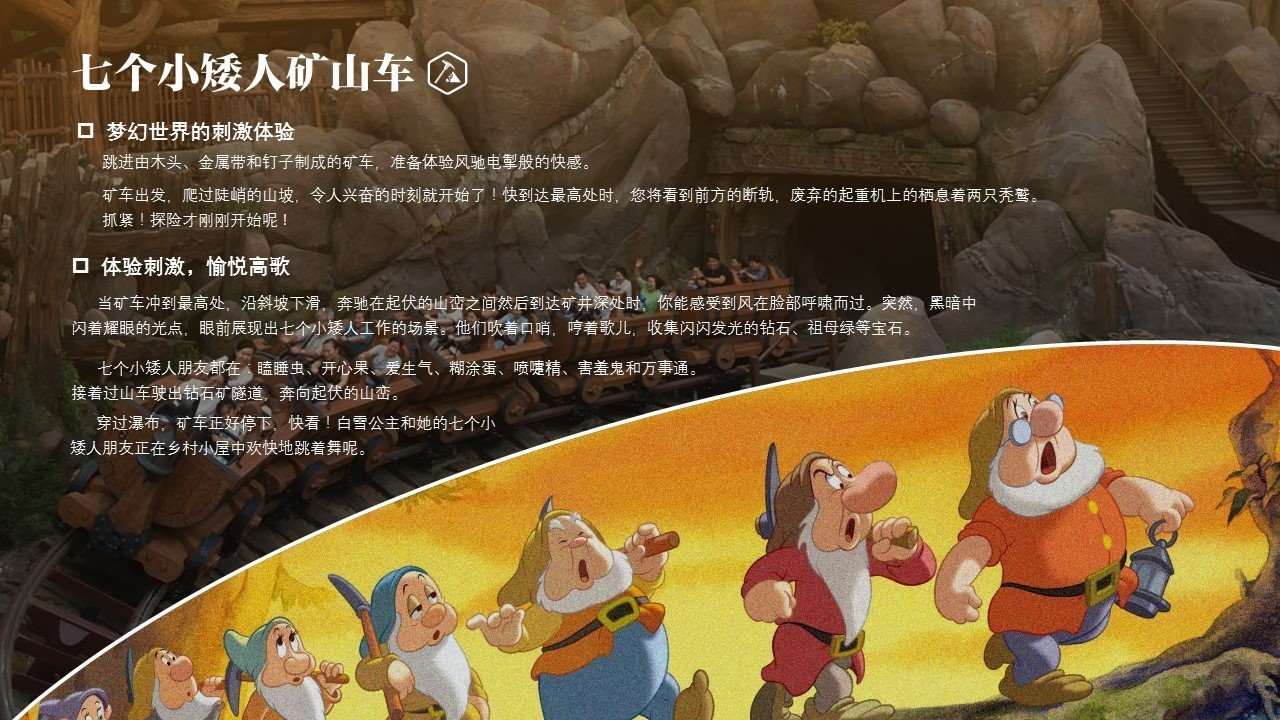 七个小矮人矿山车
梦幻世界的刺激体验
跳进由木头、金属带和钉子制成的矿车，准备体验风驰电掣般的快感。
矿车出发，爬过陡峭的山坡，令人兴奋的时刻就开始了！快到达最高处时，您将看到前方的断轨，废弃的起重机上的栖息着两只秃鹫。
抓紧！探险才刚刚开始呢！
体验刺激，愉悦高歌
当矿车冲到最高处，沿斜坡下滑，奔驰在起伏的山峦之间然后到达矿井深处时，你能感受到风在脸部呼啸而过。突然，黑暗中
闪着耀眼的光点，眼前展现出七个小矮人工作的场景。他们吹着口哨，哼着歌儿，收集闪闪发光的钻石、祖母绿等宝石。
七个小矮人朋友都在：瞌睡虫、开心果、爱生气、糊涂蛋、喷嚏精、害羞鬼和万事通。
接着过山车驶出钻石矿隧道，奔向起伏的山峦。
穿过瀑布，矿车正好停下，快看！白雪公主和她的七个小
矮人朋友正在乡村小屋中欢快地跳着舞呢。